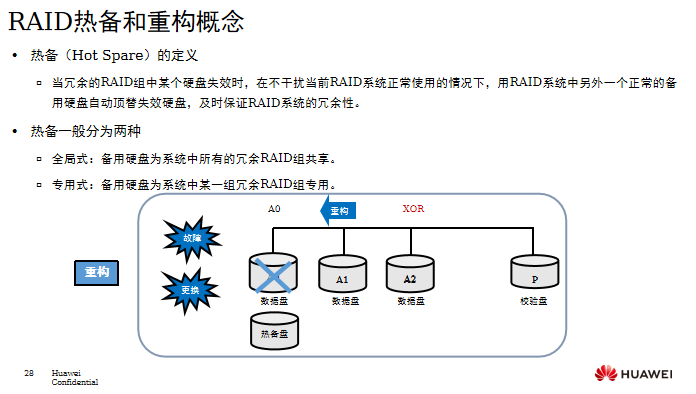 RAID热备和重构概念
• 热备（Hot Spare）的定义
▫ 当冗余的RAID组中某个硬盘失效时，在不干扰当前RAID系统正常使用的情况下，用RAID系统中另外一个正常的备
用硬盘自动顶替失效硬盘，及时保证RAID系统的冗余性。
• 热备一般分为两种
▫ 全局式：备用硬盘为系统中所有的冗余RAID组共享。
▫ 专用式：备用硬盘为系统中某一组冗余RAID组专用。
A0
重构
XOR
故障
重构
更换
A1
A2
P
数据盘
数据盘
数据盘
校验盘
热备盘
28
Huawei
Confidential
HUAWEI